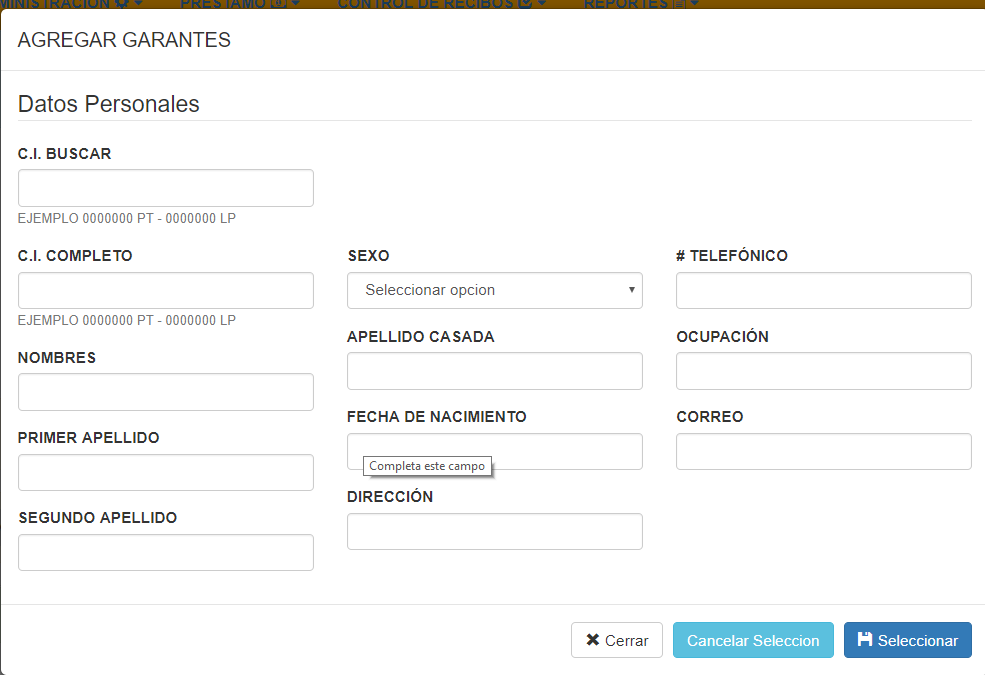 MINISTRACIÓN
PRÉSTAMO
CONTROL DE RECIBOS
REPORTES
AGREGAR GARANTES
Datos Personales
C.I. BUSCAR
EJEMPLO 0000000 PT - 0000000 LP
C.I. COMPLETO
EJEMPLO 0000000 PT - 0000000 LP
NOMBRES
PRIMER APELLIDO
SEGUNDO APELLIDO
SEXO
Seleccionar opcion
APELLIDO CASADA
FECHA DE NACIMIENTO
Completa este campo
DIRECCIÓN
# TELEFÓNICO
OCUPACIÓN
CORREO
Cerrar
Cancelar Seleccion
Seleccionar